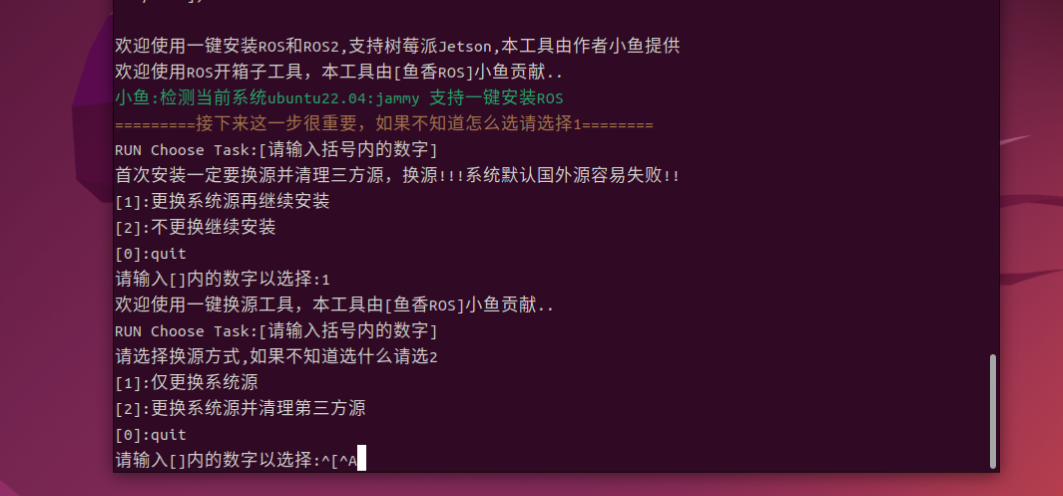 欢迎使用一键安装ROS和ROS2,支持树莓派Jetson,本工具由作者小鱼提供
欢迎使用ROS开箱子工具，本工具由[鱼香ROS]小鱼贡献..
小鱼:检测当前系统ubuntu22.04:jammy 支持一键安装ROS
=========接下来这一步很重要，如果不知道怎么选请选择1========
RUN Choose Task:[请输入括号内的数字]
首次安装一定要换源并清理三方源，换源!!!系统默认国外源容易失败!!
[1]:更换系统源再继续安装
[2]:不更换继续安装
[0]:quit
请输入[]内的数字以选择:1
欢迎使用一键换源工具，本工具由[鱼香ROS]小鱼贡献..
RUN Choose Task:[请输入括号内的数字]
请选择换源方式,如果不知道选什么请选2
[1]:仅更换系统源
[2]:更换系统源并清理第三方源
[0]:quit
请输入[]内的数字以选择:^[^A